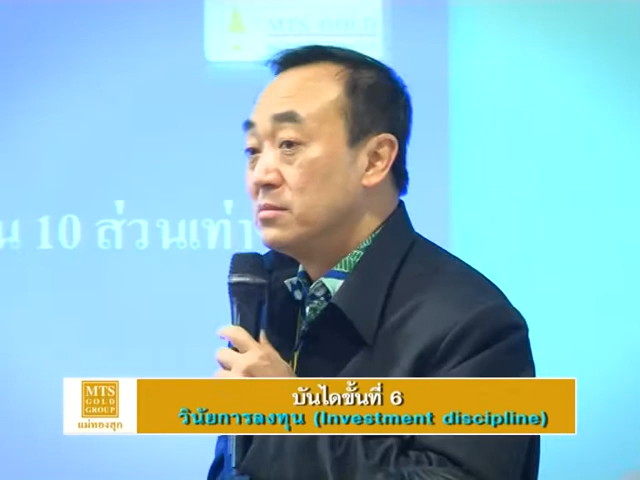 MTS GOLD
น 10 ส่วนเท่า
MTS
GOLD
GROUP
แม่ทองสุก
บันไดขั้นที่ 6
วินัยการลงทุน (Investment discipline)